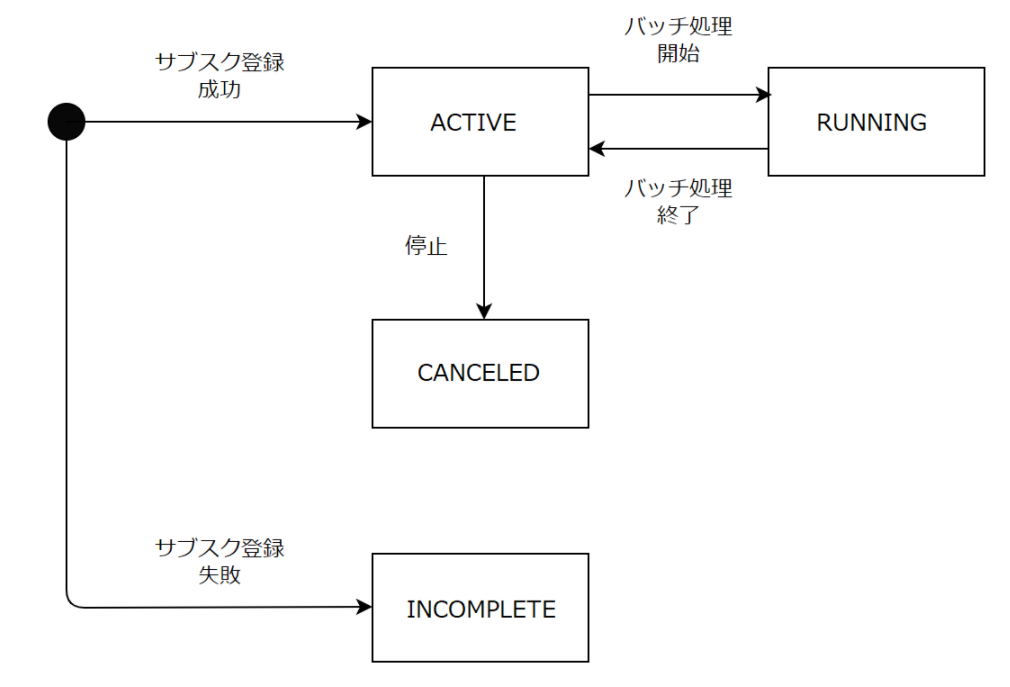 バッチ処理
開始
サブスク登録
成功
ACTIVE
RUNNING
バッチ処理
終了
停止
CANCELED
サブスク登録
失敗
INCOMPLETE